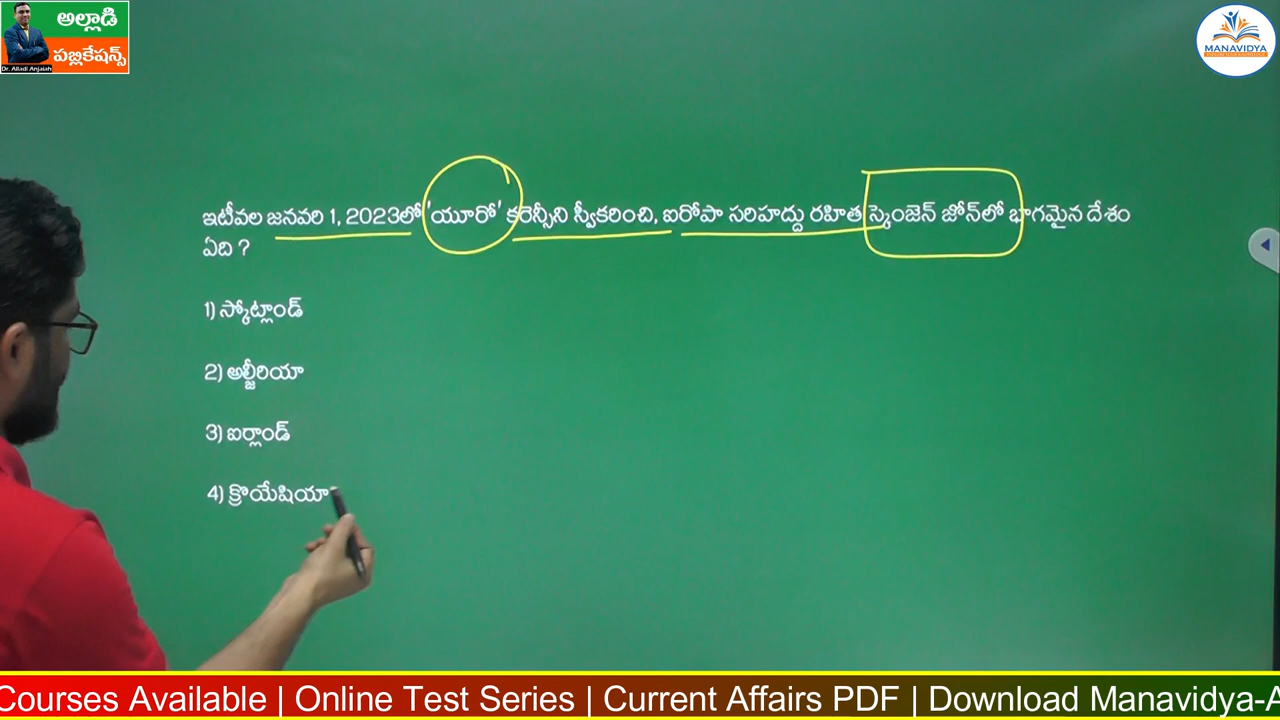 అల్లాడి
పబ్లికేషన్స్
Dr. Alladi Anjaiah
MANAVIDYA
ఇటీవల జనవరి 1, 2023లో 'యూరో' కరెన్సీని స్వీకరించి, ఐరోపా సరిహద్దు రహిత స్కెంజెన్ జోన్‌లో భాగమైన దేశం
ఏది ?
1) స్కోట్లాండ్
2) అల్జీరియా
3) ఐర్లాండ్
4) క్రొయేషియా
Courses Available | Online Test Series | Current Affairs PDF | Download Manavidya-A